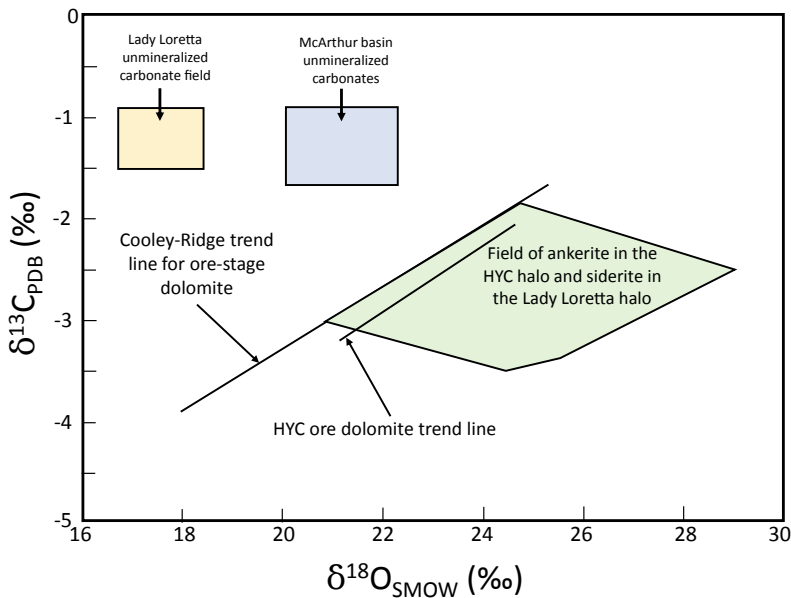 0
-1
-2
-3
-4
-5
δ¹³C_PDB (‰)
Lady Loretta
unmineralized
carbonate field
McArthur basin
unmineralized
carbonates
Cooley-Ridge trend
line for ore-stage
dolomite
Field of ankerite in the
HYC halo and siderite in
the Lady Loretta halo
HYC ore dolomite trend line
16 18 20 22 24 26 28 30
δ¹⁸O_SMOW (‰)